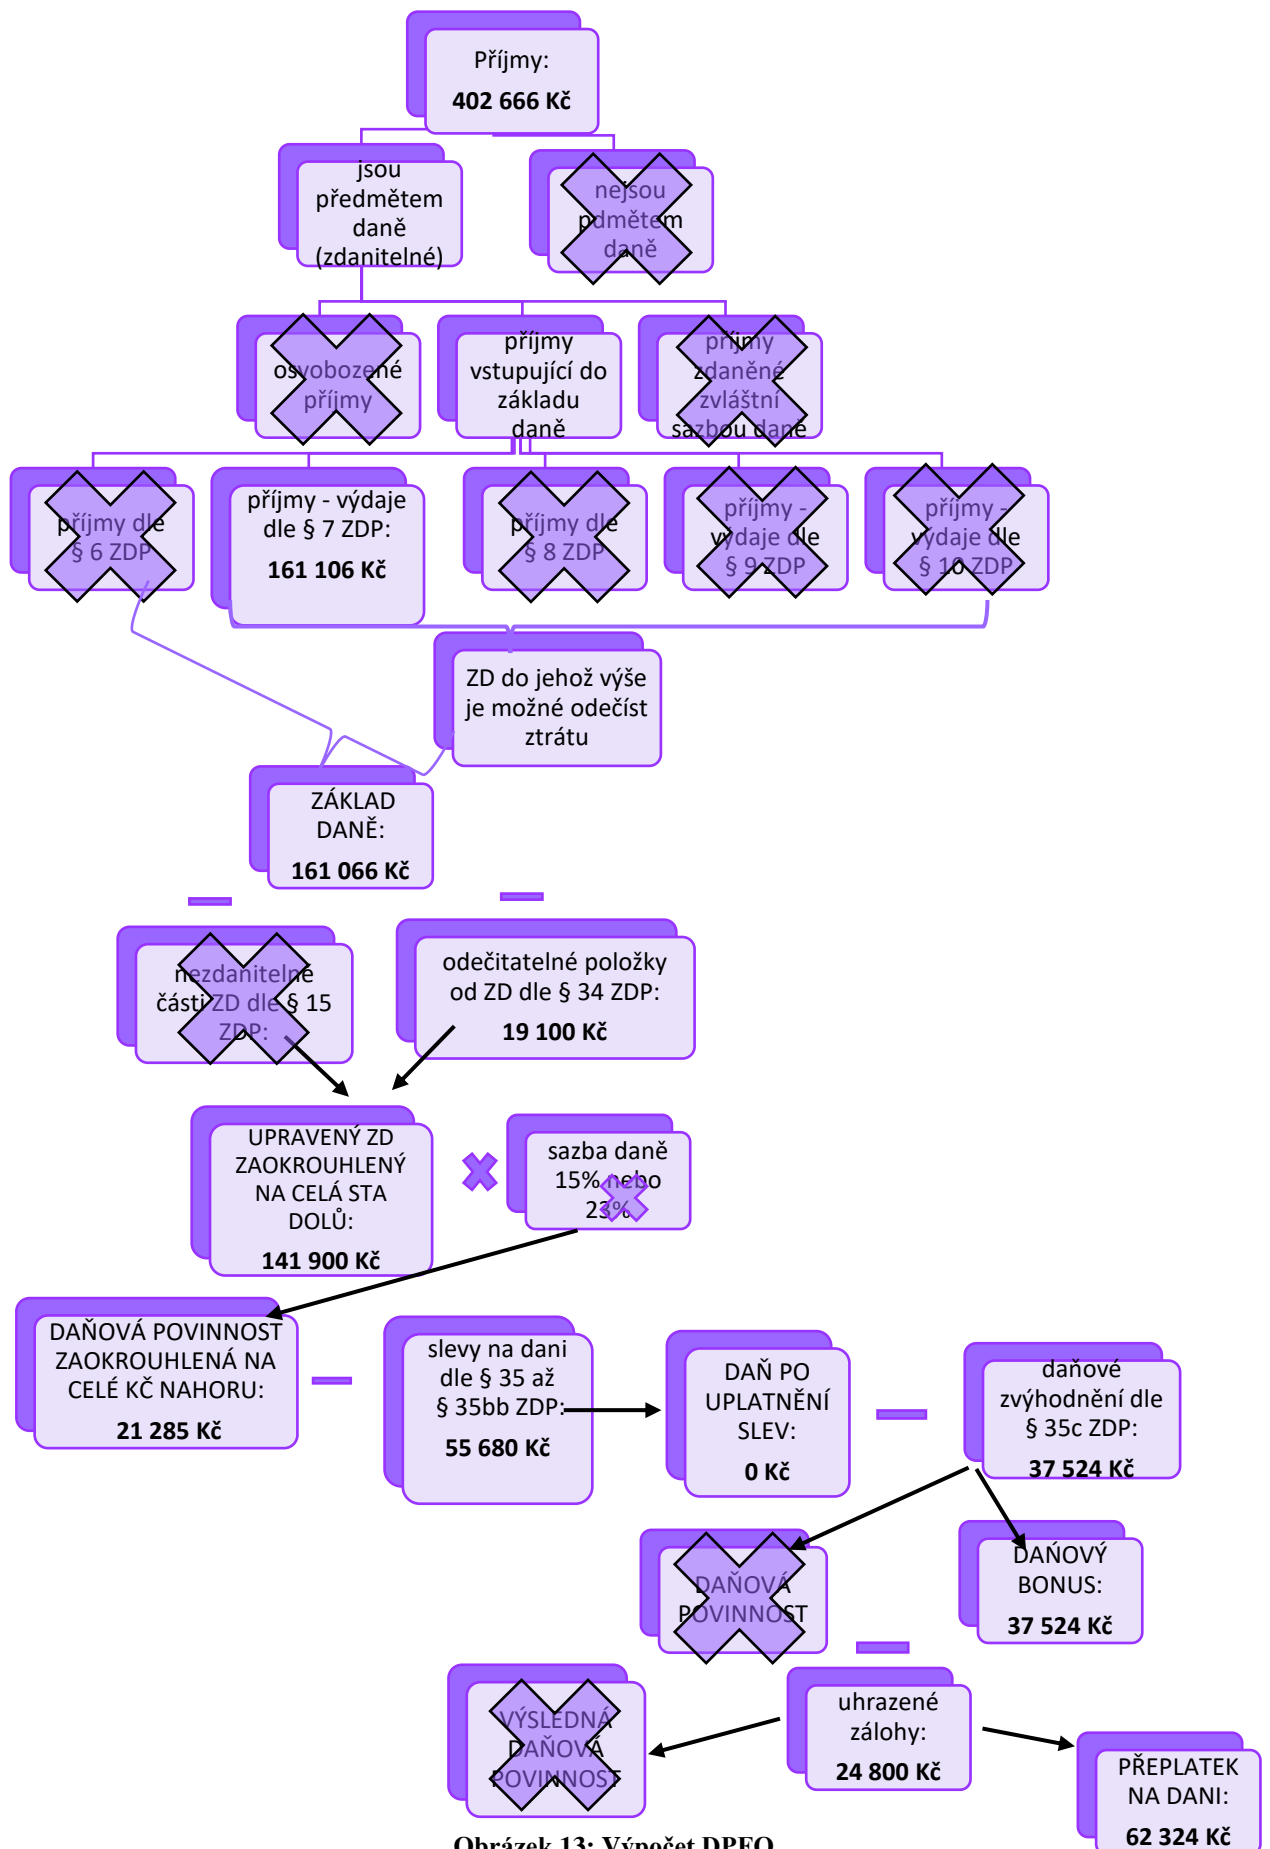 Příjmy:
402 666 Kč
jsou
předmětem
daně
(zdanitelné)
nejsou
pdmětem
daně
osvobozené
příjmy
příjmy
vstupující do
základu
daně
příjmy
zdaněné
zvláštní
sazbou daně
příjmy dle
§ 6 ZDP
příjmy - výdaje
dle § 7 ZDP:
161 106 Kč
příjmy dle
§ 8 ZDP
příjmy -
výdaje dle
§ 9 ZDP
příjmy -
výdaje dle
§ 10 ZDP
ZD do jehož výše
je možné odečíst
ztrátu
ZÁKLAD
DANĚ:
161 066 Kč
nezdanitelné
části ZD dle § 15
ZDP:
odečitatelné položky
od ZD dle § 34 ZDP:
19 100 Kč
UPRAVENÝ ZD
ZAOKROUHLENÝ
NA CELÁ STA
DOLŮ:
141 900 Kč
sazba daně
15% nebo
23%
DAŇOVÁ POVINNOST
ZAOKROUHLENÁ NA
CELÉ KČ NAHORU:
21 285 Kč
slevy na dani
dle § 35 až
§ 35bb ZDP:
55 680 Kč
DAŇ PO
UPLATNĚNÍ
SLEV:
0 Kč
daňové
zvýhodnění dle
§ 35c ZDP:
37 524 Kč
DAŇOVÁ
POVINNOST
DAŃOVÝ
BONUS:
37 524 Kč
VÝSLEDNÁ
DAŇOVÁ
POVINNOST
uhrazené
zálohy:
24 800 Kč
PŘEPLATEK
NA DANI:
62 324 Kč
Obrázek 13: Výpočet DPFO